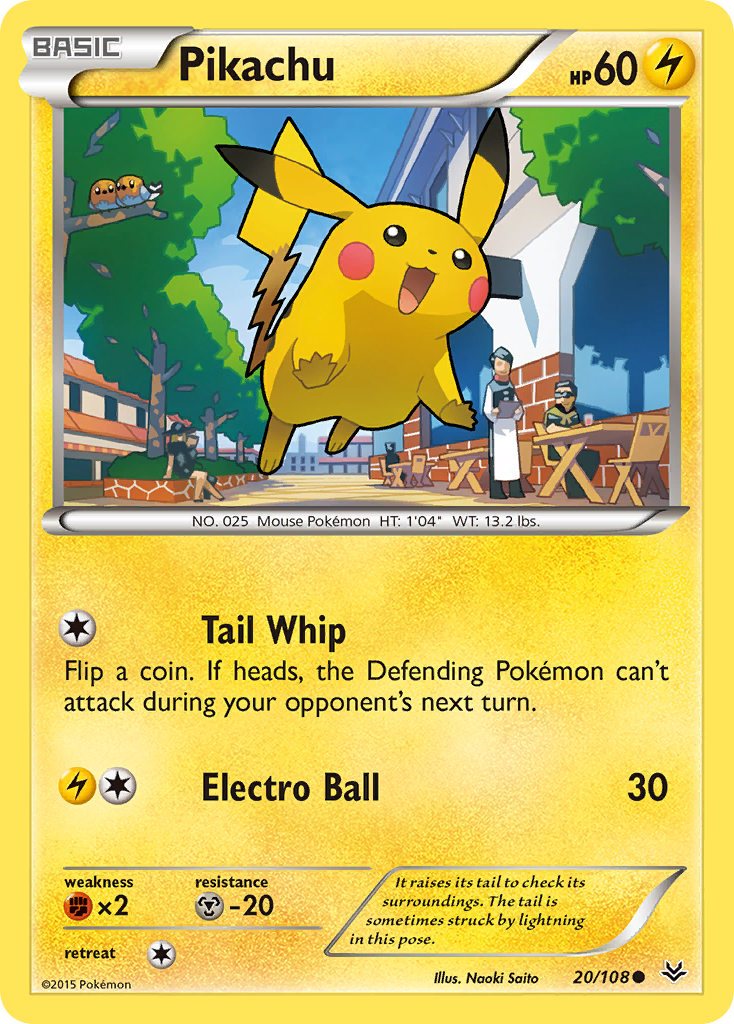 BASIC
Pikachu
HP60
NO. 025 Mouse Pokémon HT: 1'04" WT: 13.2 lbs.
Tail Whip
Flip a coin. If heads, the Defending Pokémon can't
attack during your opponent's next turn.
Electro Ball 30
weakness resistance
×2 -20
retreat
It raises its tail to check its
surroundings. The tail is
sometimes struck by lightning
in this pose.
©2015 Pokémon
Illus. Naoki Saito 20/108